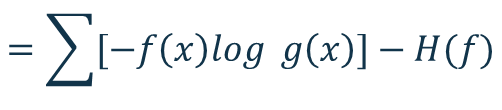 = ∑[−f(x)log g(x)] − H(f)